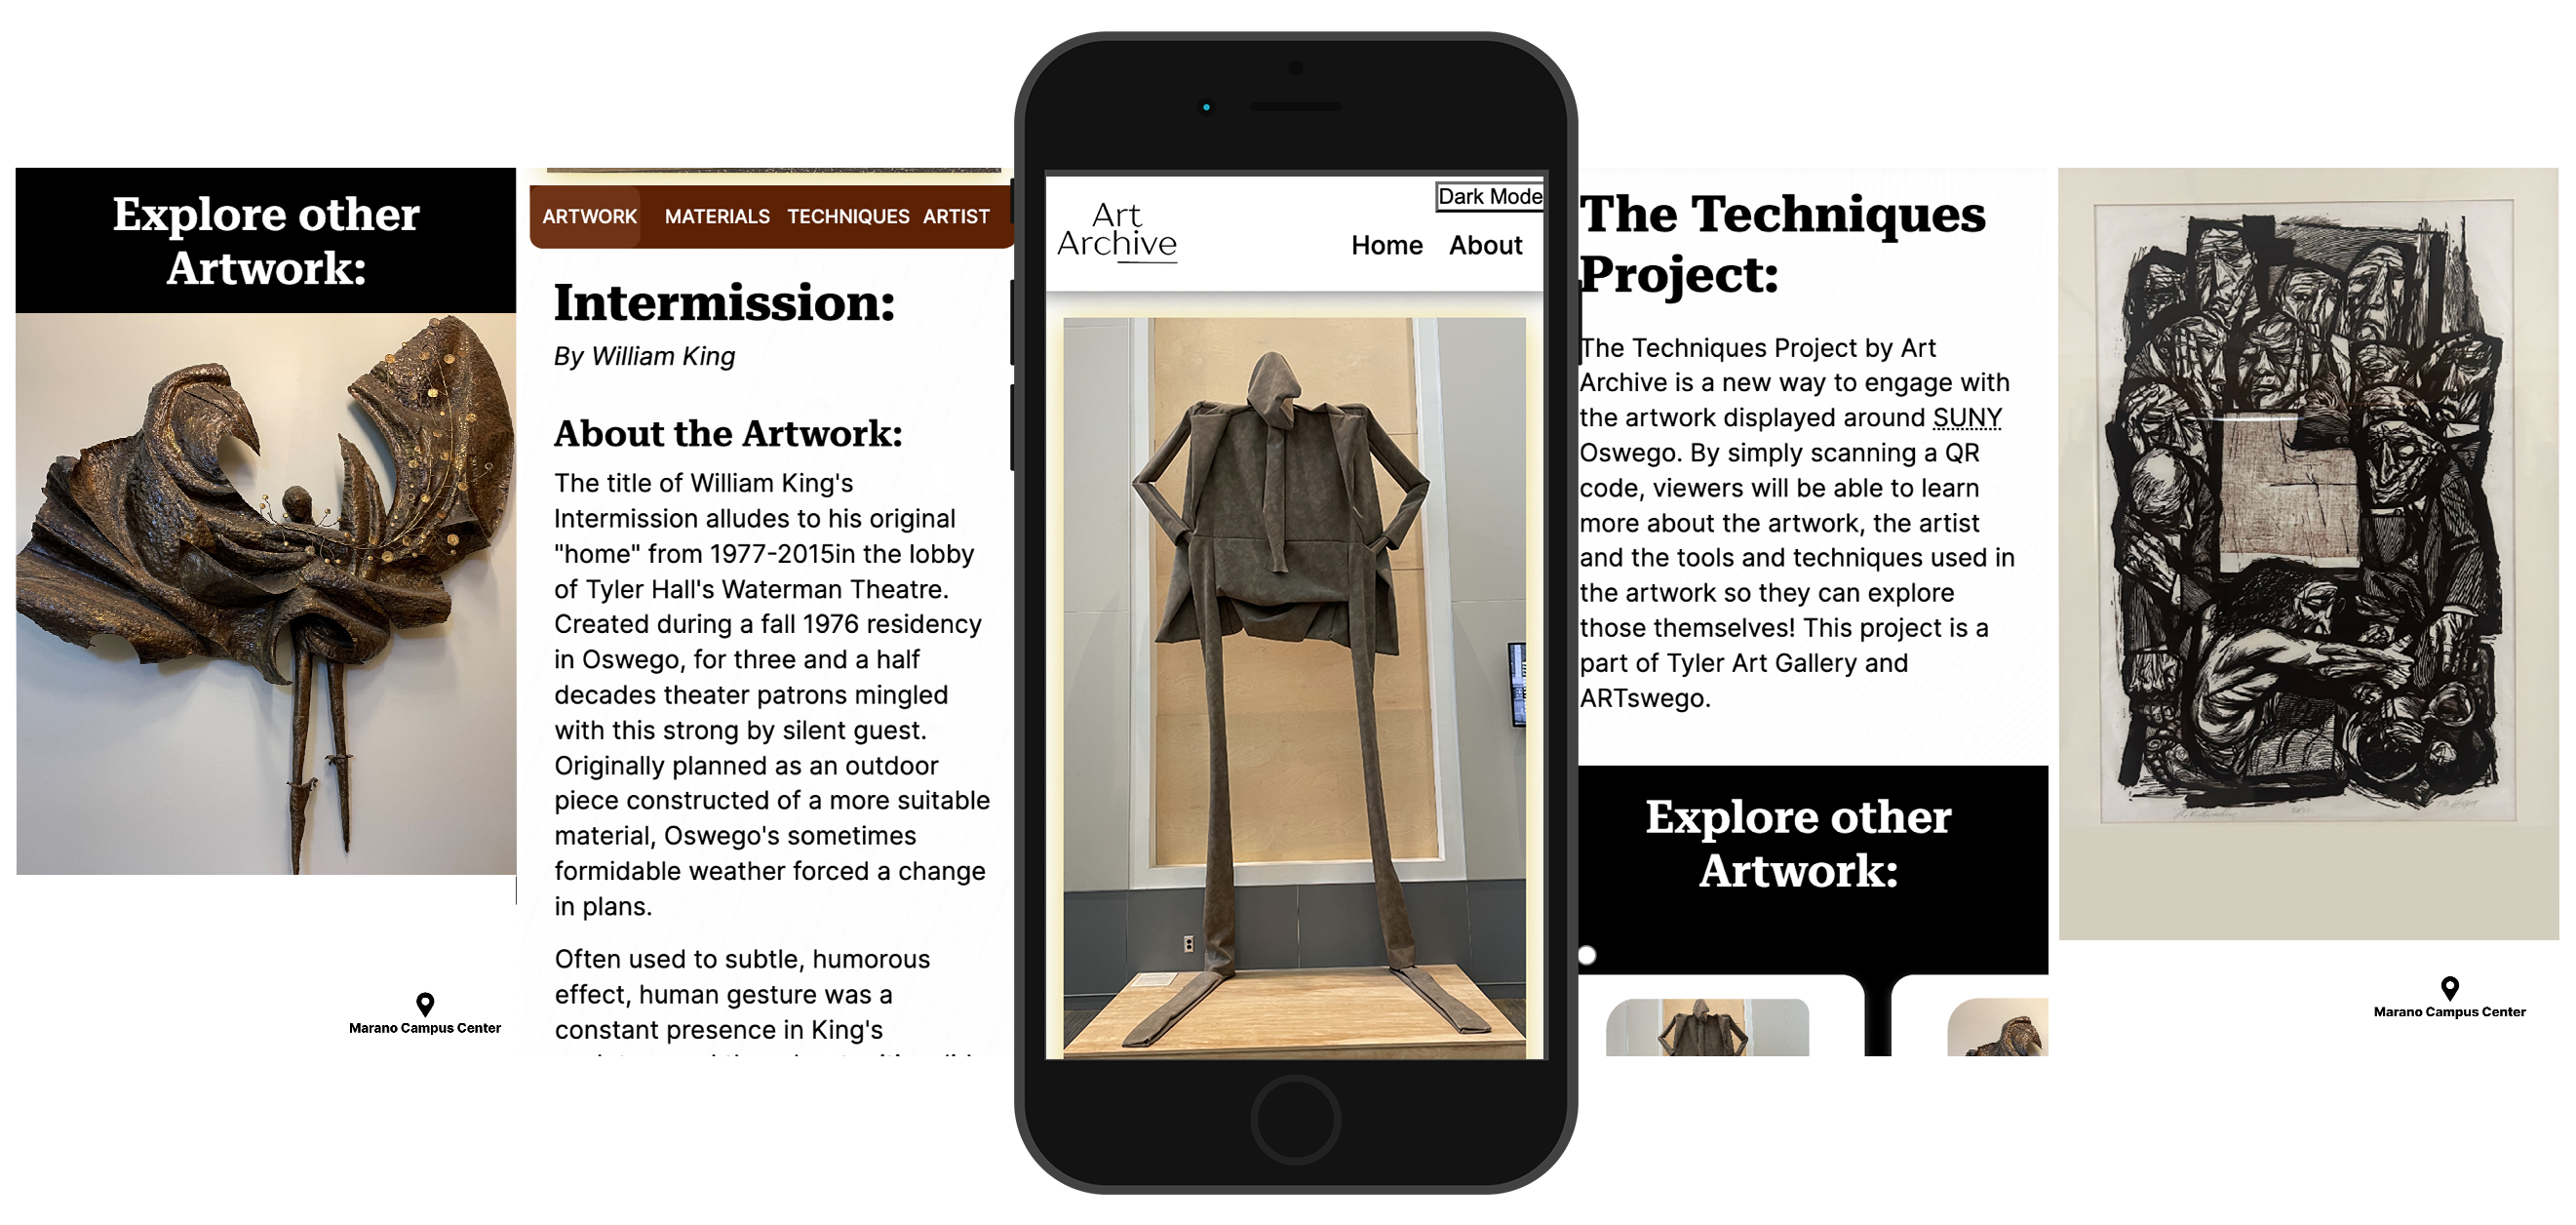 Explore other
Artwork:
Marano Campus Center
ARTWORK MATERIALS TECHNIQUES ARTIST
Intermission:
By William King
About the Artwork:
The title of William King's
Intermission alludes to his original
"home" from 1977-2015in the lobby
of Tyler Hall's Waterman Theatre.
Created during a fall 1976 residency
in Oswego, for three and a half
decades theater patrons mingled
with this strong by silent guest.
Originally planned as an outdoor
piece constructed of a more suitable
material, Oswego's sometimes
formidable weather forced a change
in plans.
Often used to subtle, humorous
effect, human gesture was a
constant presence in King's
Dark Mode
Art
Archive
Home About
The Techniques
Project:
The Techniques Project by Art
Archive is a new way to engage with
the artwork displayed around SUNY
Oswego. By simply scanning a QR
code, viewers will be able to learn
more about the artwork, the artist
and the tools and techniques used in
the artwork so they can explore
those themselves! This project is a
part of Tyler Art Gallery and
ARTswego.
Explore other
Artwork:
Marano Campus Center